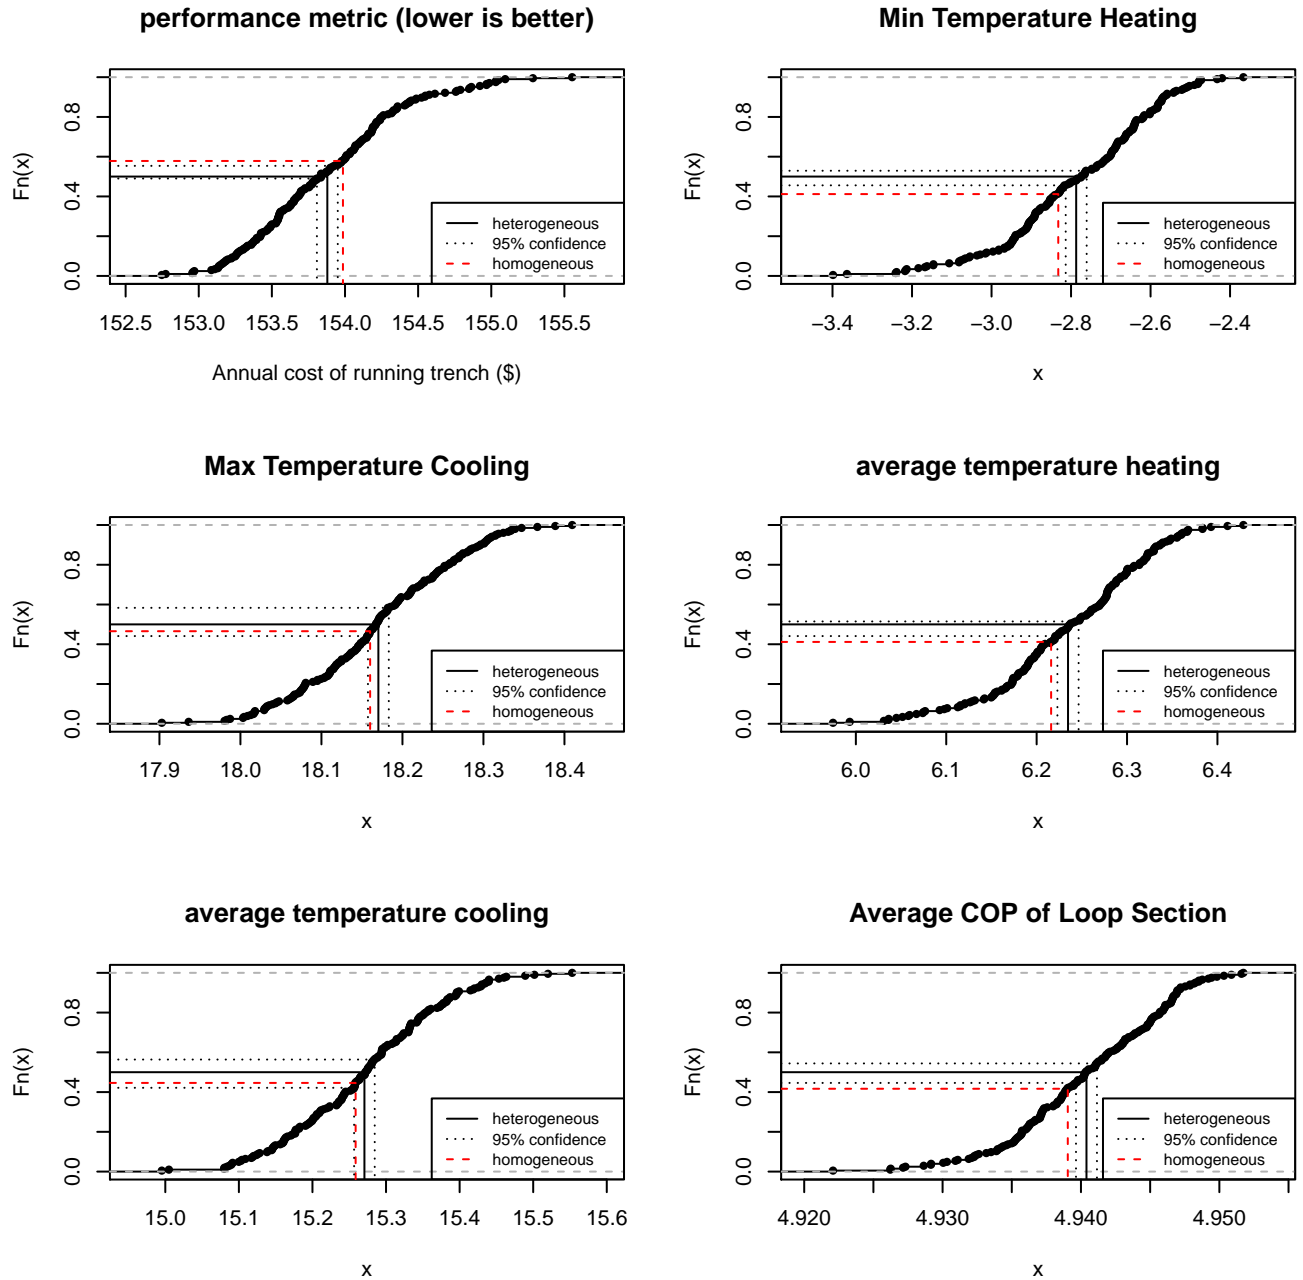 performance metric (lower is better)
Fn(x)
0.0
0.4
0.8
heterogeneous
95% confidence
homogeneous
152.5 153.0 153.5 154.0 154.5 155.0 155.5
Annual cost of running trench ($)
Min Temperature Heating
Fn(x)
0.0
0.4
0.8
heterogeneous
95% confidence
homogeneous
−3.4 −3.2 −3.0 −2.8 −2.6 −2.4
x
Max Temperature Cooling
Fn(x)
0.0
0.4
0.8
heterogeneous
95% confidence
homogeneous
17.9 18.0 18.1 18.2 18.3 18.4
x
average temperature heating
Fn(x)
0.0
0.4
0.8
heterogeneous
95% confidence
homogeneous
6.0 6.1 6.2 6.3 6.4
x
average temperature cooling
Fn(x)
0.0
0.4
0.8
heterogeneous
95% confidence
homogeneous
15.0 15.1 15.2 15.3 15.4 15.5 15.6
x
Average COP of Loop Section
Fn(x)
0.0
0.4
0.8
heterogeneous
95% confidence
homogeneous
4.920 4.930 4.940 4.950
x